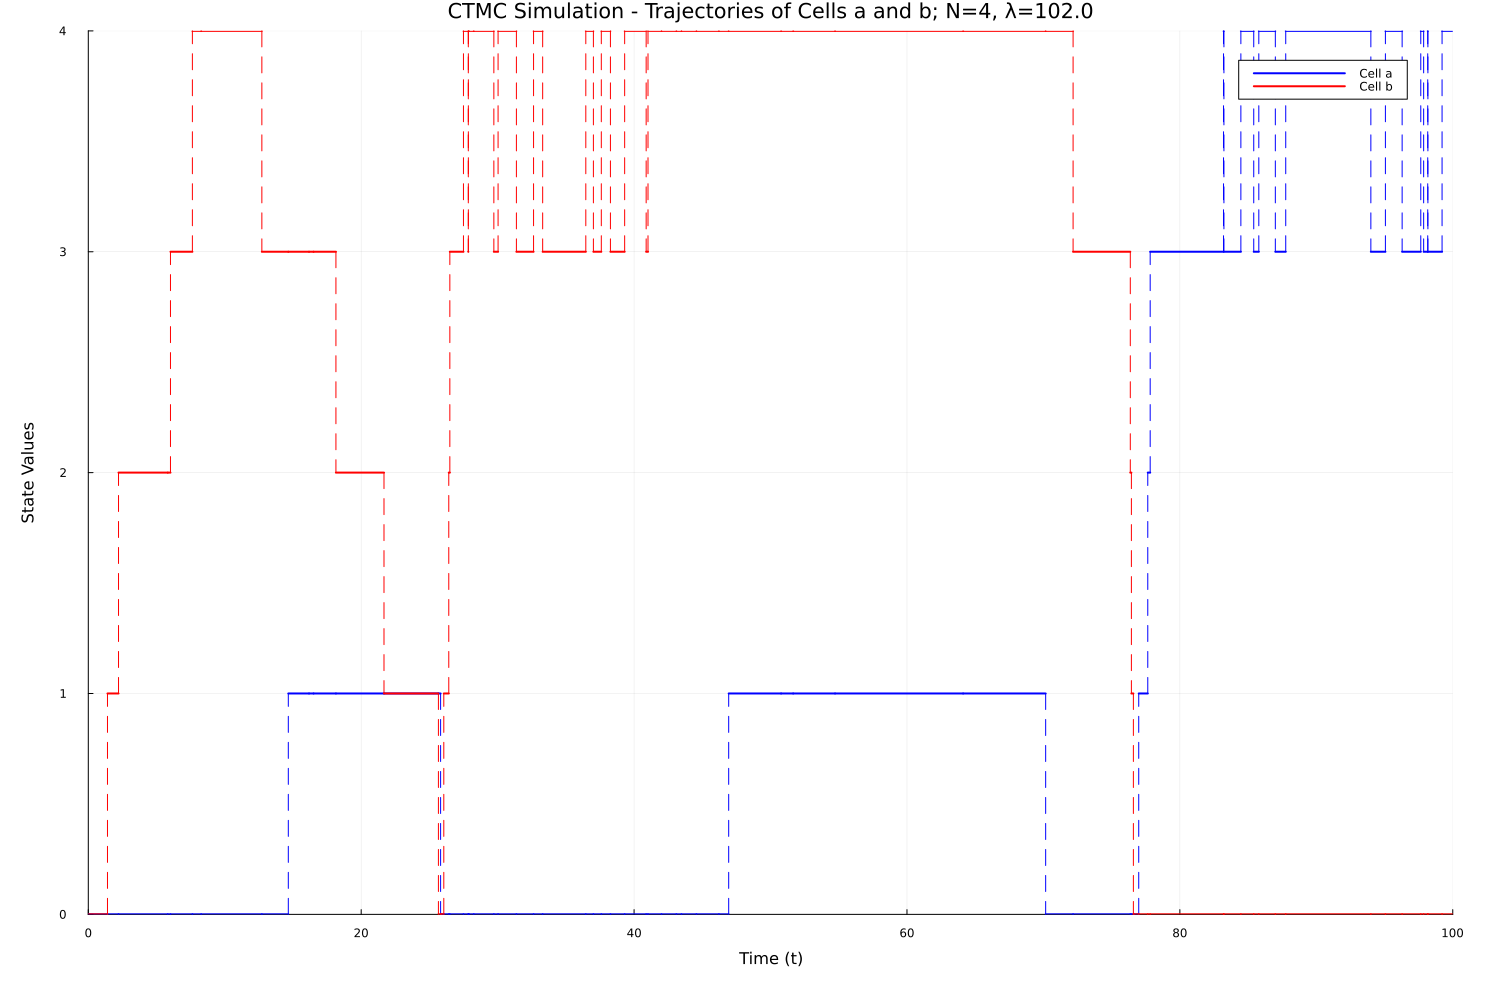 CTMC Simulation - Trajectories of Cells a and b; N=4, λ=102.0
4
Cell a
Cell b
3
State Values
2
1
0
0 20 40 60 80 100
Time (t)